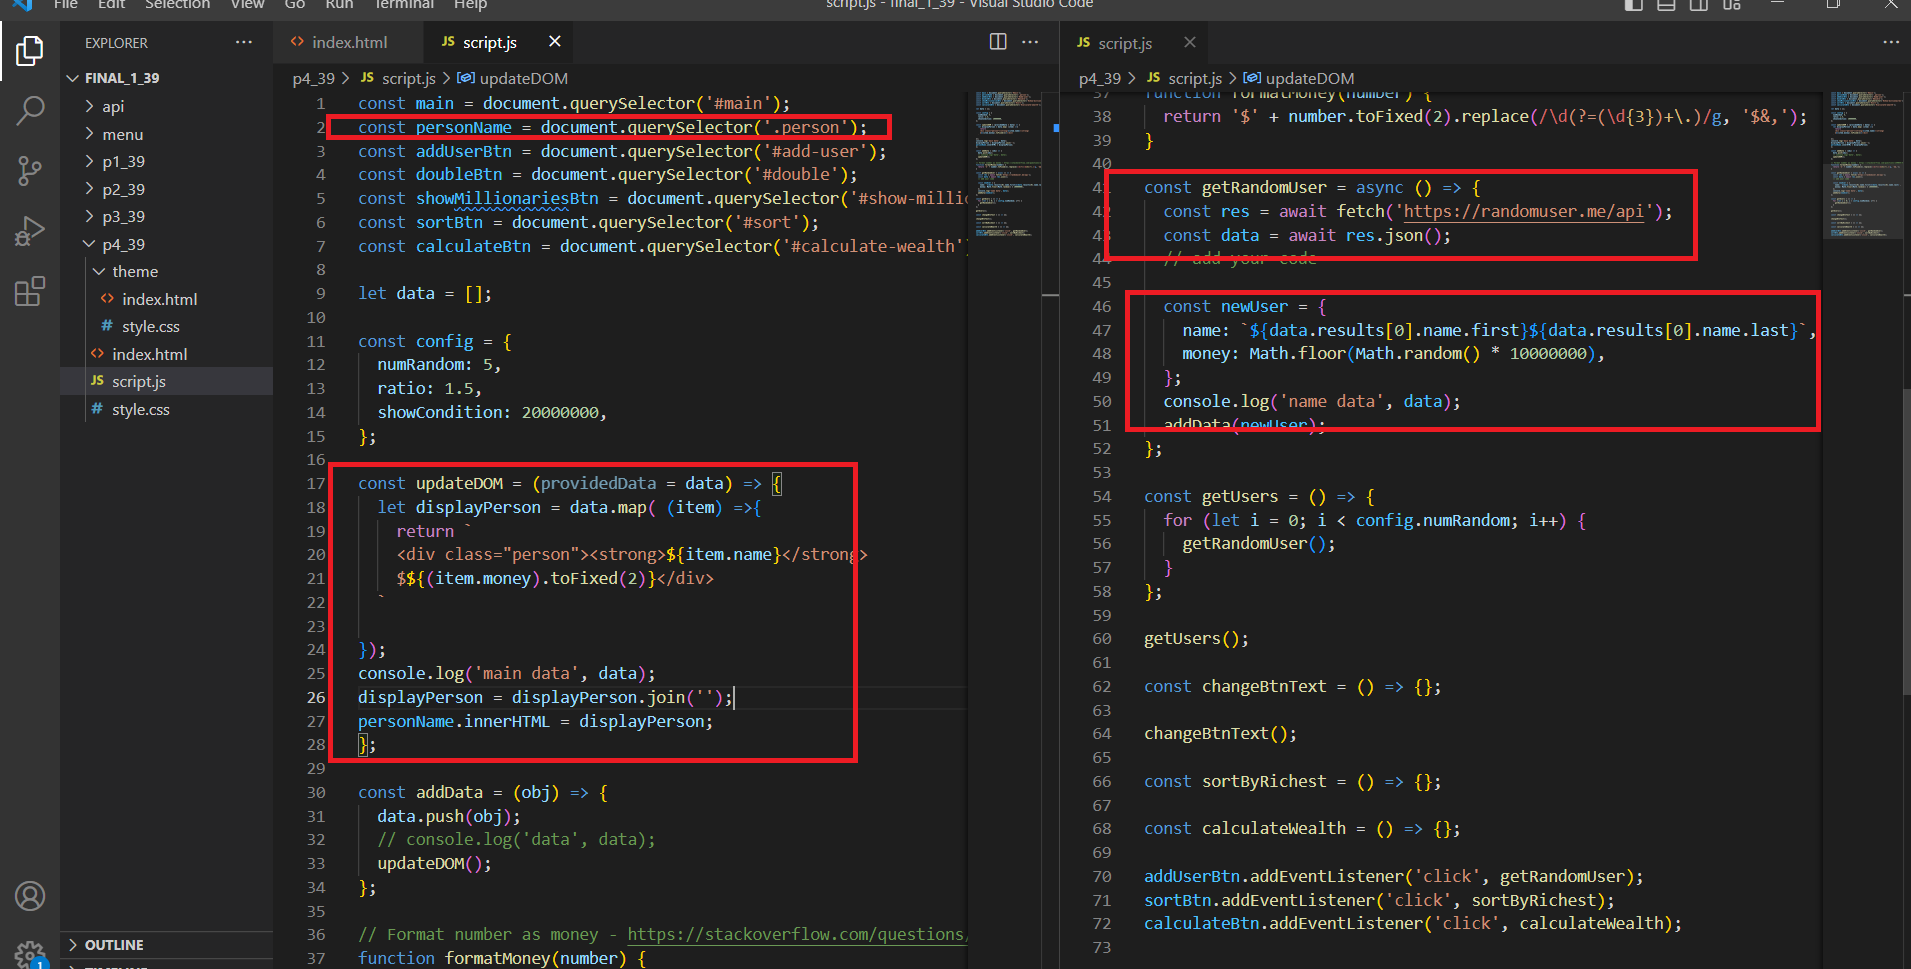 File Edit Selection View Go Run Terminal Help
script.js - final_1_39 - Visual Studio Code
EXPLORER
FINAL_1_39
api
menu
p1_39
p2_39
p3_39
p4_39
theme
index.html
style.css
index.html
JS script.js
style.css
OUTLINE
1
index.html
JS script.js
p4_39 > JS script.js > updateDOM
1 const main = document.querySelector('#main');
2 const personName = document.querySelector('.person');
3 const addUserBtn = document.querySelector('#add-user');
4 const doubleBtn = document.querySelector('#double');
5 const showMillionariesBtn = document.querySelector('#show-millio
6 const sortBtn = document.querySelector('#sort');
7 const calculateBtn = document.querySelector('#calculate-wealth')
8
9 let data = [];
10
11 const config = {
12 numRandom: 5,
13 ratio: 1.5,
14 showCondition: 20000000,
15 };
16
17 const updateDOM = (providedData = data) => {
18 let displayPerson = data.map( (item) =>{
19 return `
20 <div class="person"><strong>${item.name}</strong>
21 $${(item.money).toFixed(2)}</div>
22 `
23
24 });
25 console.log('main data', data);
26 displayPerson = displayPerson.join('');
27 personName.innerHTML = displayPerson;
28 };
29
30 const addData = (obj) => {
31 data.push(obj);
32 // console.log('data', data);
33 updateDOM();
34 };
35
36 // Format number as money - https://stackoverflow.com/questions/
37 function formatMoney(number) {
JS script.js
p4_39 > JS script.js > updateDOM
37 function formatMoney(number) {
38 return '$' + number.toFixed(2).replace(/\d(?=(\d{3})+\.)/g, '$&,');
39 }
40
41 const getRandomUser = async () => {
42 const res = await fetch('https://randomuser.me/api');
43 const data = await res.json();
44 // add your code
45
46 const newUser = {
47 name: `${data.results[0].name.first}${data.results[0].name.last}`,
48 money: Math.floor(Math.random() * 10000000),
49 };
50 console.log('name data', data);
51 addData(newUser);
52 };
53
54 const getUsers = () => {
55 for (let i = 0; i < config.numRandom; i++) {
56 getRandomUser();
57 }
58 };
59
60 getUsers();
61
62 const changeBtnText = () => {};
63
64 changeBtnText();
65
66 const sortByRichest = () => {};
67
68 const calculateWealth = () => {};
69
70 addUserBtn.addEventListener('click', getRandomUser);
71 sortBtn.addEventListener('click', sortByRichest);
72 calculateBtn.addEventListener('click', calculateWealth);
73